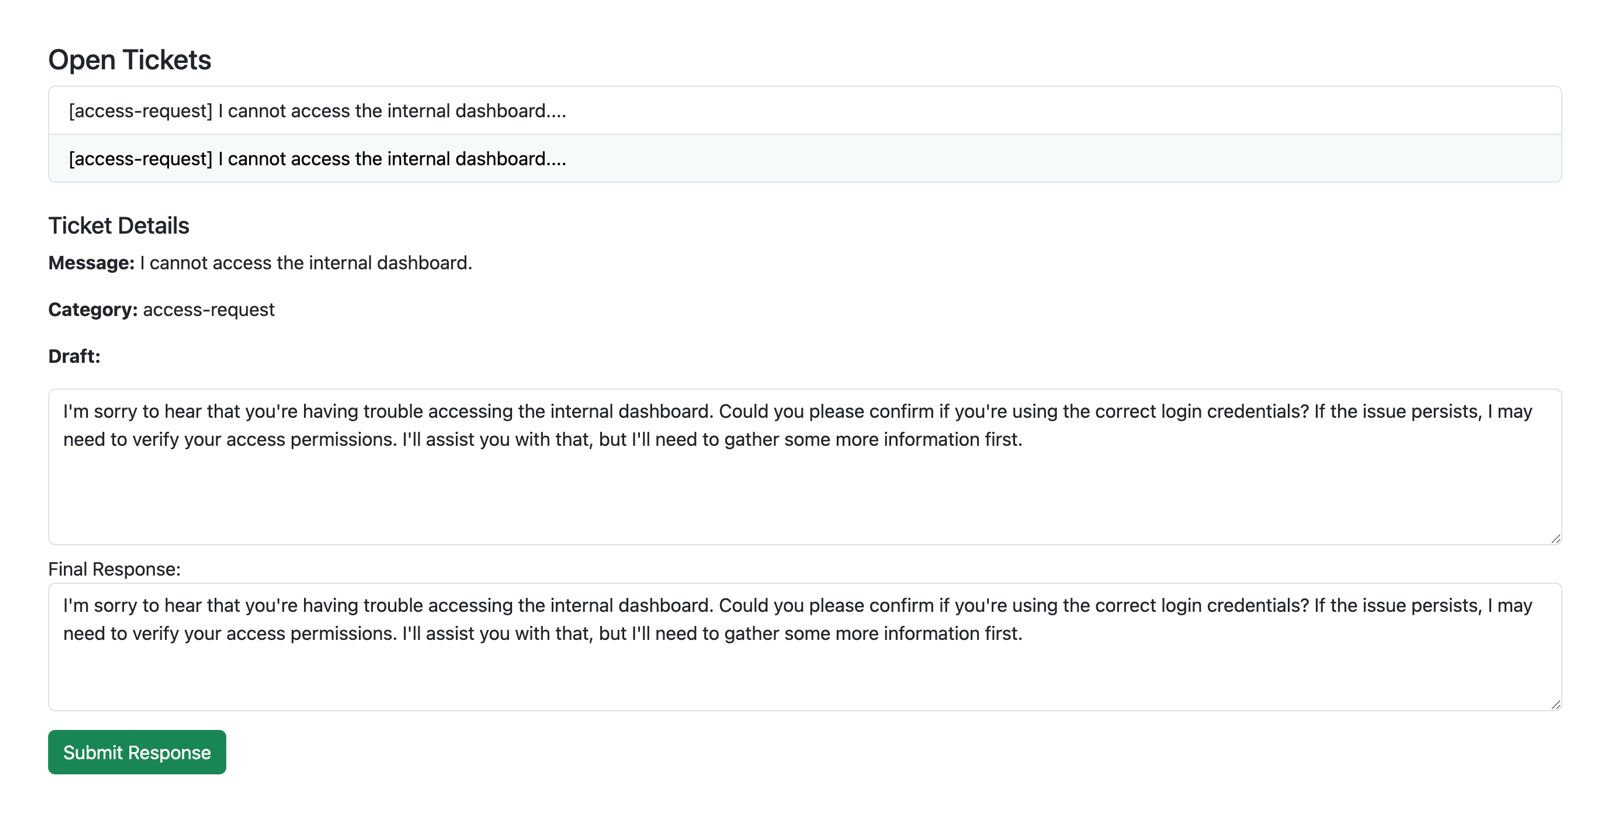 Open Tickets
[access-request] I cannot access the internal dashboard....
[access-request] I cannot access the internal dashboard....
Ticket Details
Message: I cannot access the internal dashboard.
Category: access-request
Draft:
I'm sorry to hear that you're having trouble accessing the internal dashboard. Could you please confirm if you're using the correct login credentials? If the issue persists, I may
need to verify your access permissions. I'll assist you with that, but I'll need to gather some more information first.
Final Response:
I'm sorry to hear that you're having trouble accessing the internal dashboard. Could you please confirm if you're using the correct login credentials? If the issue persists, I may
need to verify your access permissions. I'll assist you with that, but I'll need to gather some more information first.
Submit Response